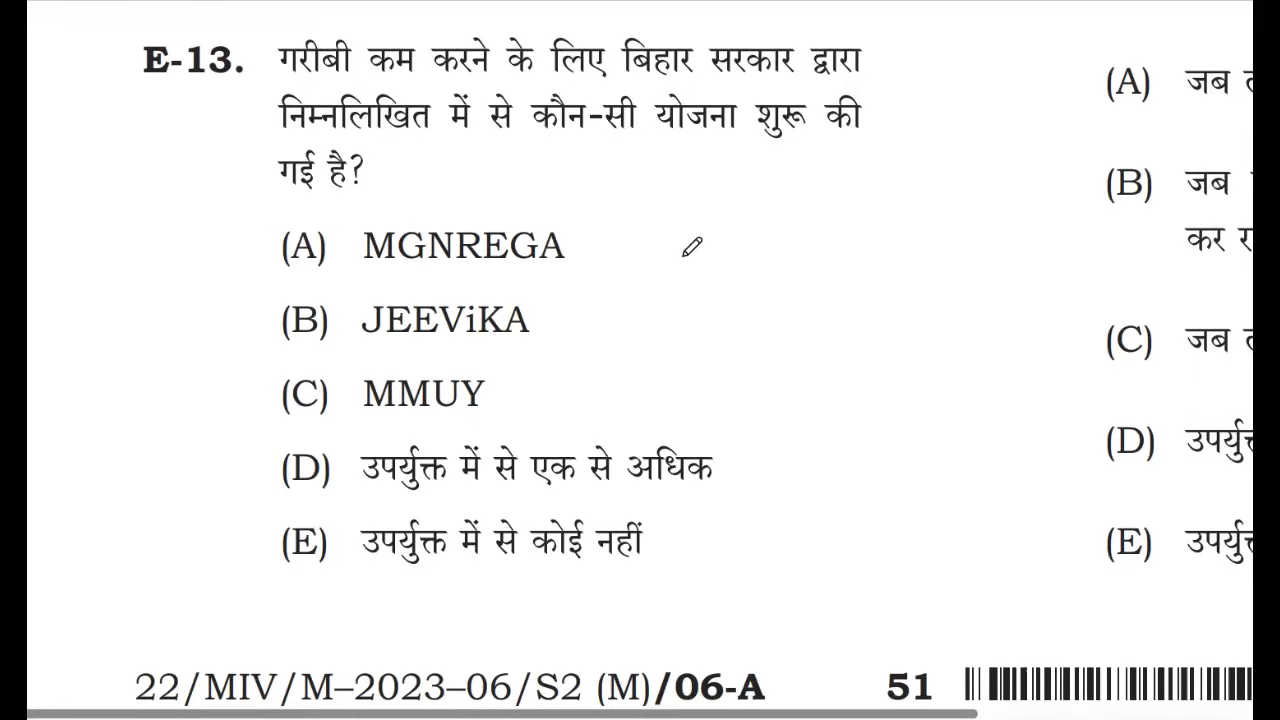 E-13. गरीबी कम करने के लिए बिहार सरकार द्वारा
निम्नलिखित में से कौन-सी योजना शुरू की
गई है?
(A) MGNREGA
(B) JEEViKA
(C) MMUY
(D) उपर्युक्त में से एक से अधिक
(E) उपर्युक्त में से कोई नहीं
(A) जब
(B) जब
कर
(C) जब
(D)
(E)
22/MIV/M–2023–06/S2 (M)/06-A 51